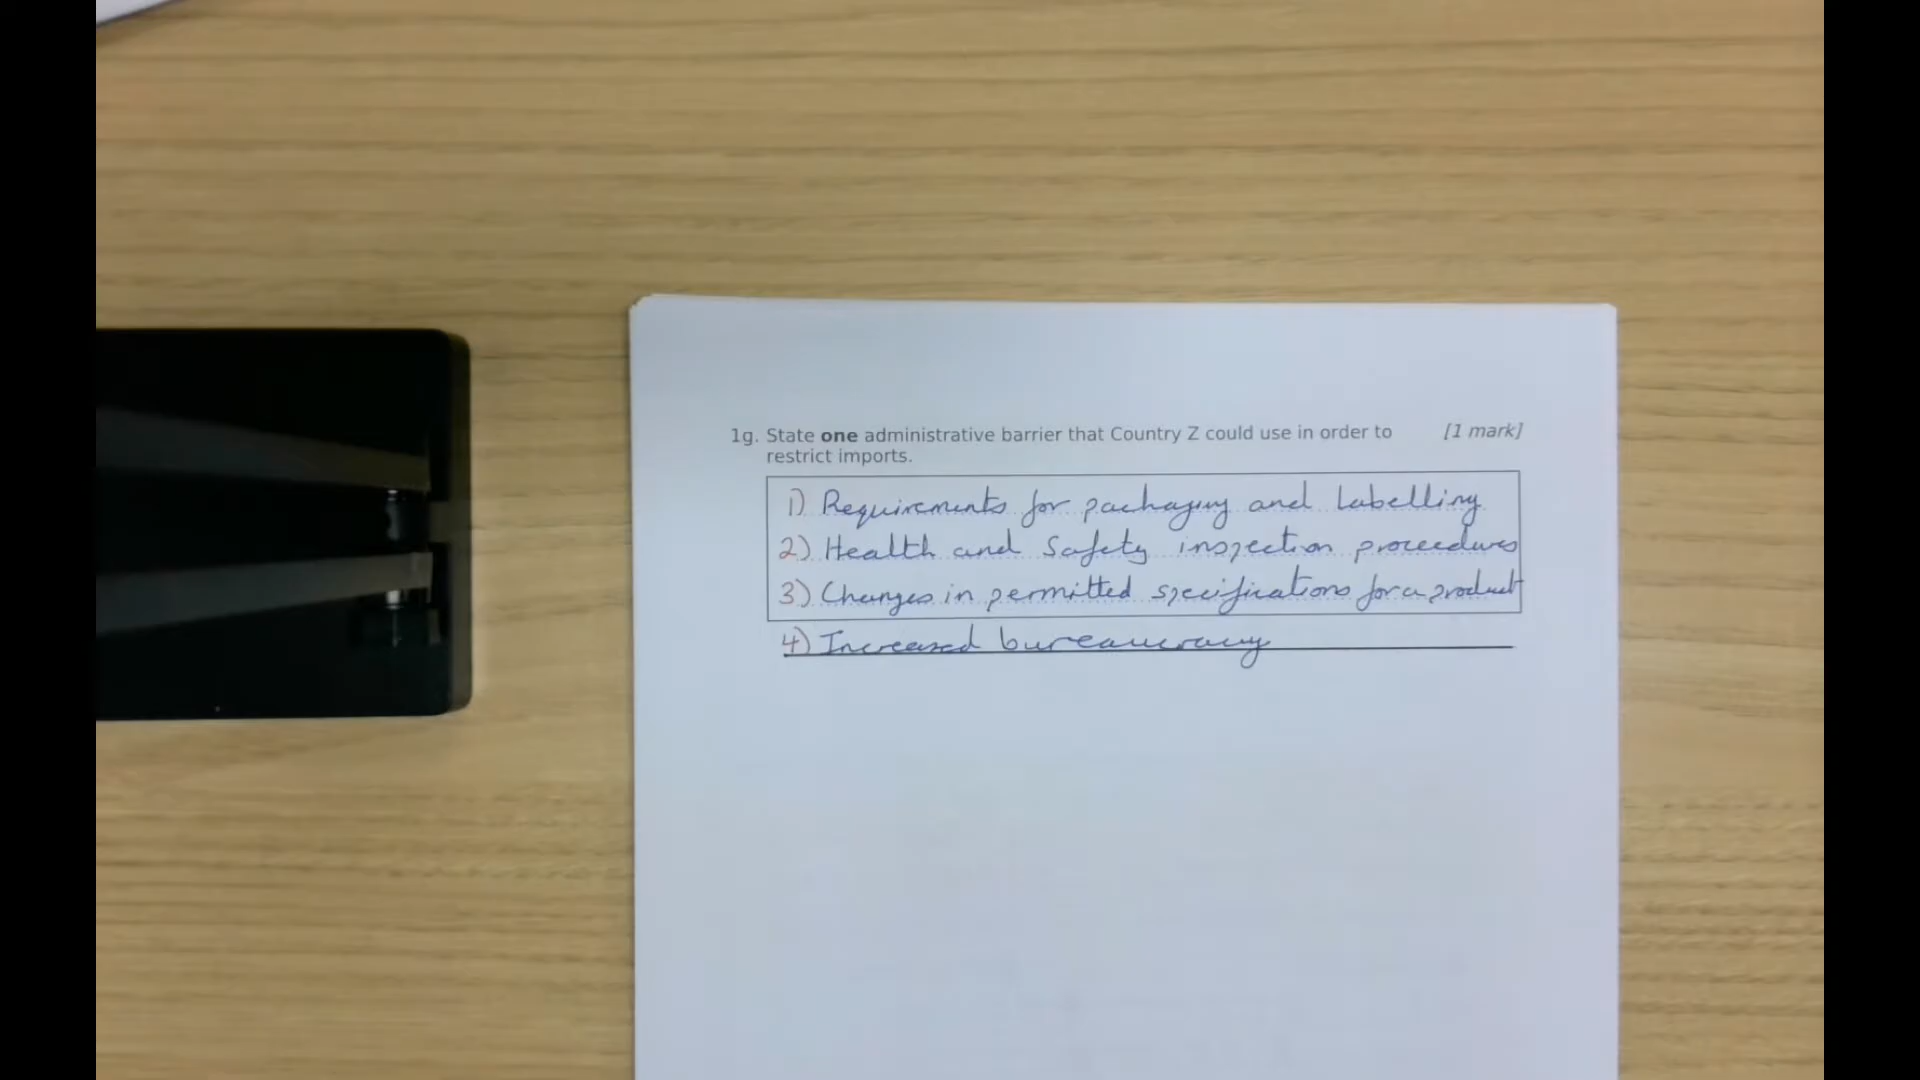 1g. State one administrative barrier that Country Z could use in order to [1 mark]
restrict imports.
1) Requirements for packaging and labelling
2) Health and Safety inspection procedures
3) Changes in permitted specifications for a product
4) Increased bureaucracy